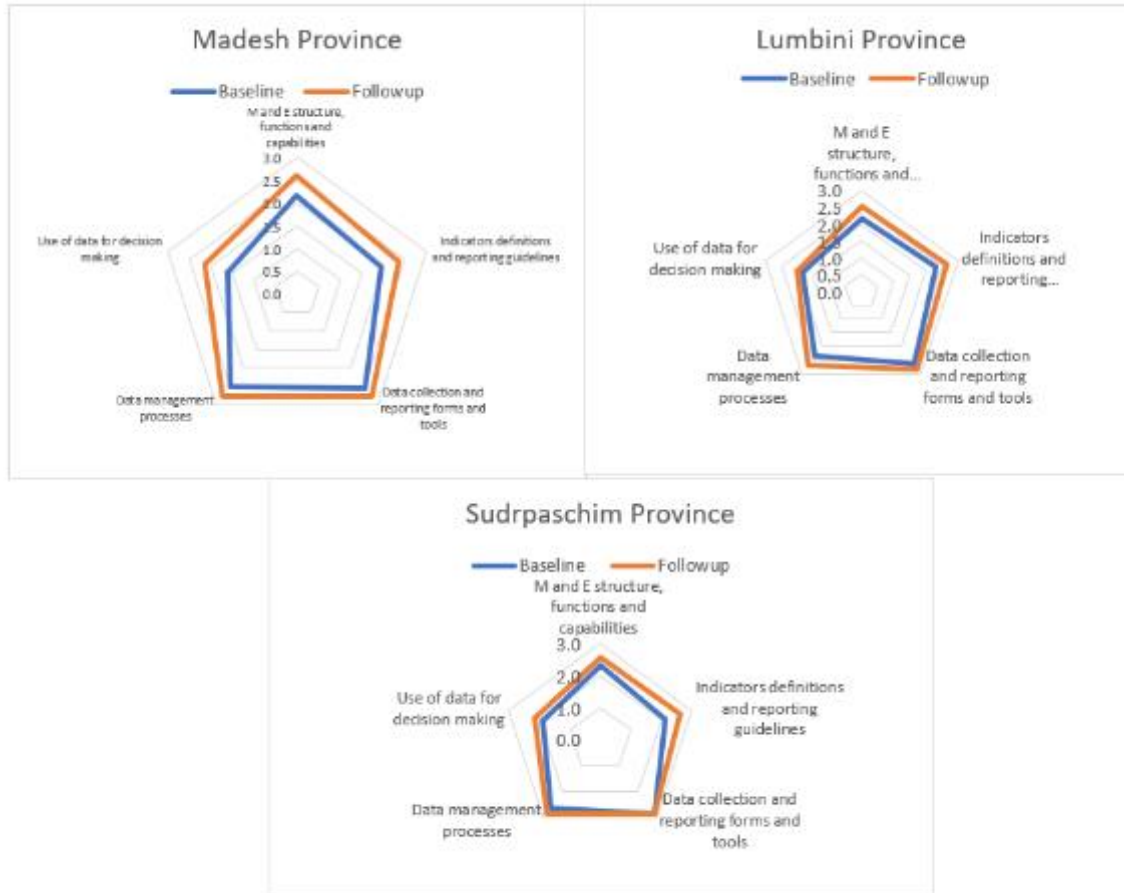 Madesh Province
Baseline Followup
M and E structure,
functions and
capabilities
3.0
2.5
2.0
1.5
1.0
0.5
0.0
Indicators definitions
and reporting guidelines
Data collection and
reporting forms and
tools
Data management
processes
Use of data for decision
making
Lumbini Province
Baseline Followup
M and E
structure,
functions and...
3.0
2.5
2.0
1.5
1.0
0.5
0.0
Indicators
definitions and
reporting...
Data collection
and reporting
forms and tools
Data
management
processes
Use of data for
decision making
Sudrpaschim Province
Baseline Followup
M and E structure,
functions and
capabilities
3.0
2.0
1.0
0.0
Indicators definitions
and reporting
guidelines
Data collection and
reporting forms and
tools
Data management
processes
Use of data for
decision making